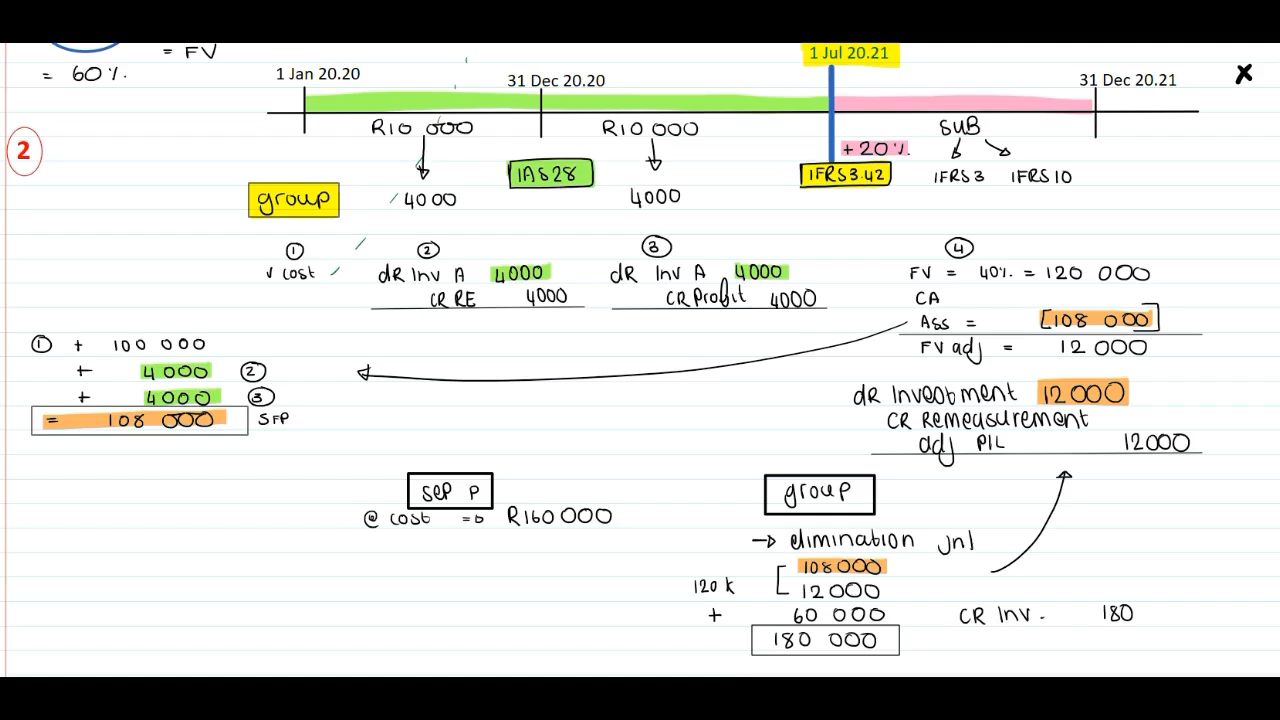 = FV
= 60%.
1 Jul 20.21
1 Jan 20.20
31 Dec 20.20
31 Dec 20.21
x
R10 000
R10 000
SUB
+ 20%.
2
IAS28
IFRS3.42
IFRS3
IFRS10
group
4000
4000
①
②
③
④
√ cost
dR Inv A 4000
CR RE 4000
dR Inv A 4000
CR Profit 4000
FV = 40% = 120 000
CA
Ass = [108 000]
FV adj = 12 000
① + 100 000
+ 4000 ②
+ 4000 ③
= 108 000 SFP
dR Investment 12000
CR Remeasurement
adj P/L 12000
sep p
@ cost => R160 000
group
→ elimination jnl
108000
120 k
12000
+ 60 000
CR Inv. 180
180 000